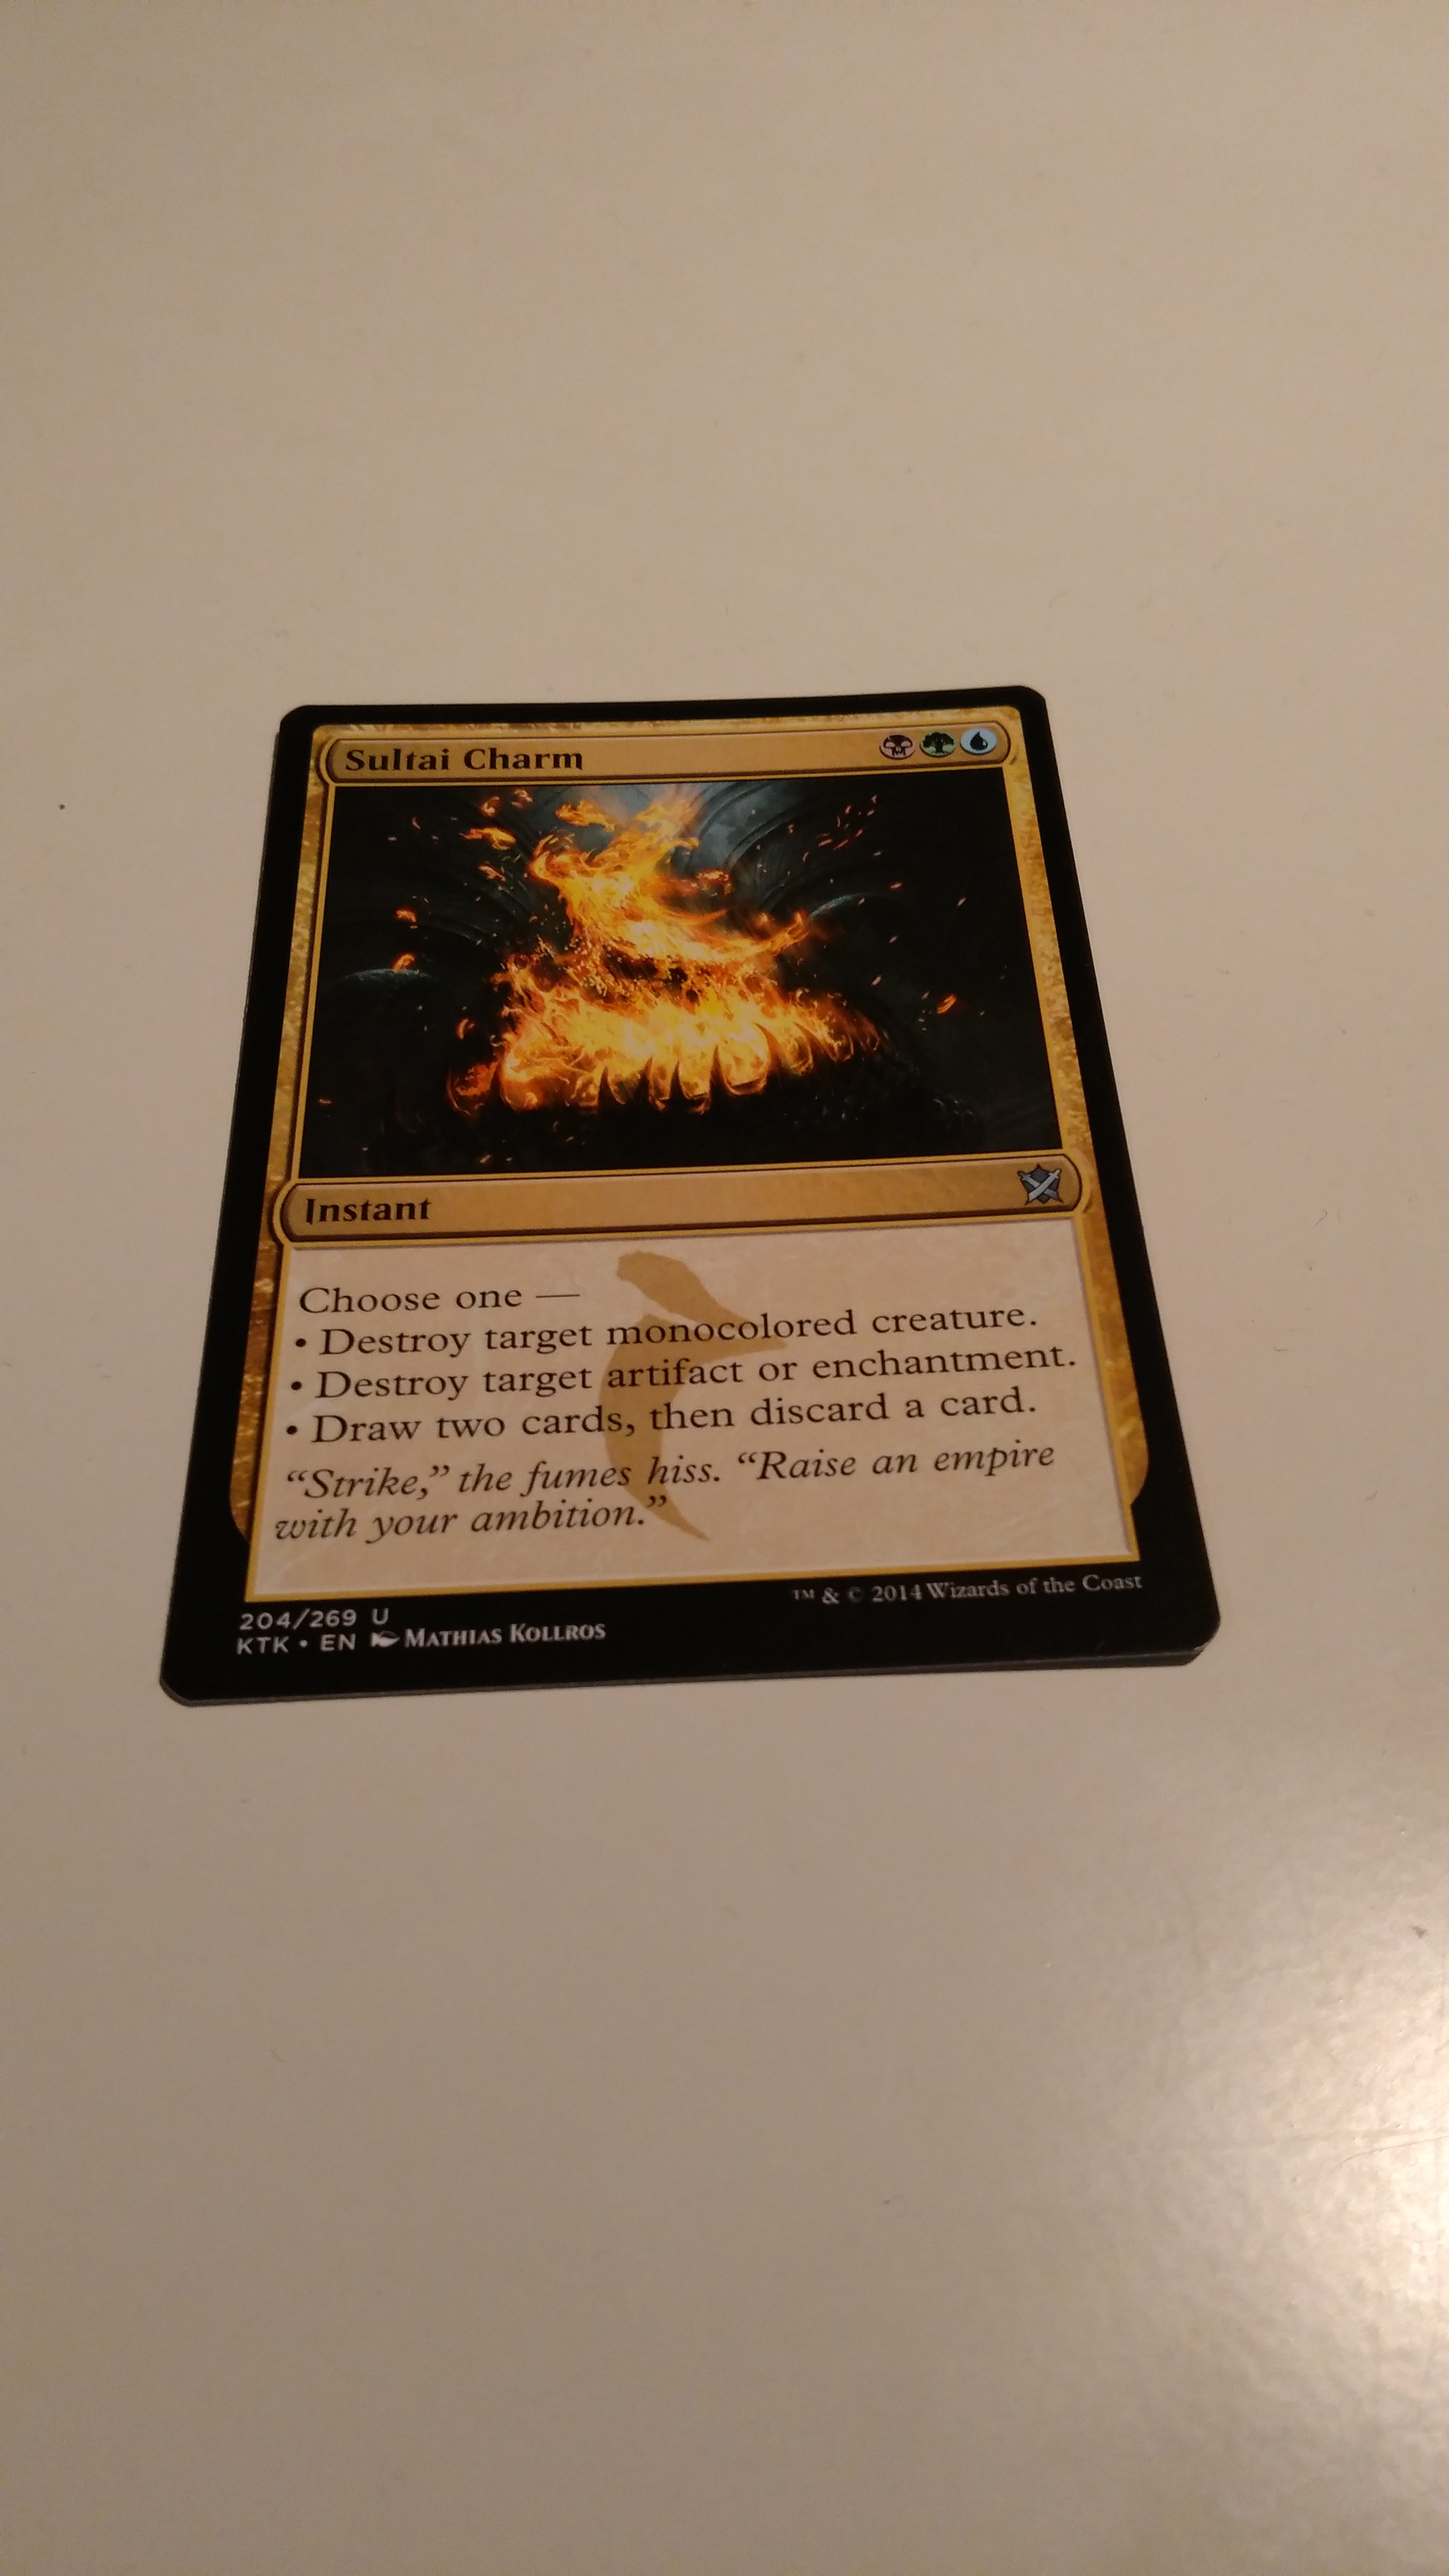 Sultai Charm
Instant
Choose one —
• Destroy target monocolored creature.
• Destroy target artifact or enchantment.
• Draw two cards, then discard a card.
“Strike,” the fumes hiss. “Raise an empire
with your ambition.”
™ & © 2014 Wizards of the Coast
204/269 U
KTK • EN MATHIAS KOLLROS